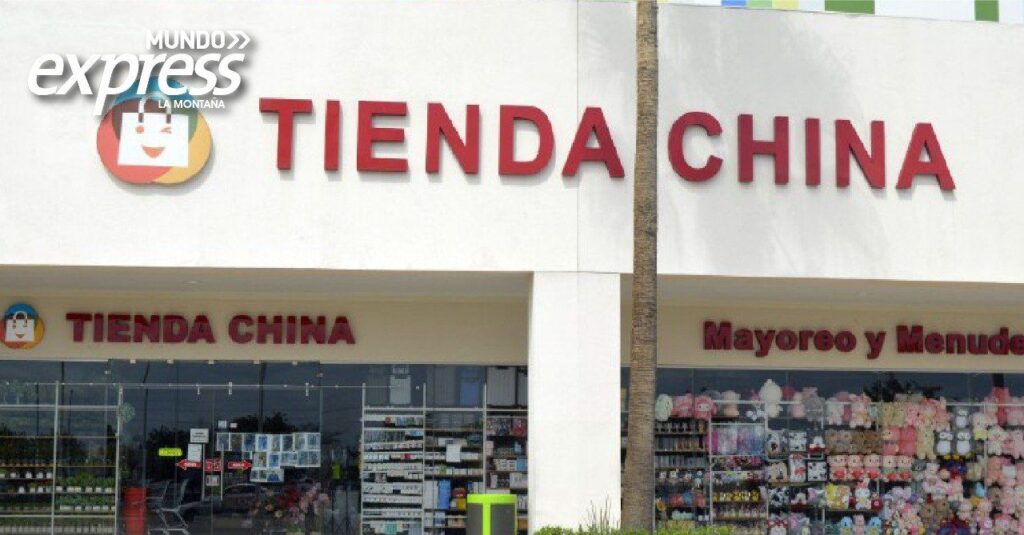 MUNDO
express
LA MONTAÑA
TIENDA CHINA
TIENDA CHINA
Mayoreo y Menude